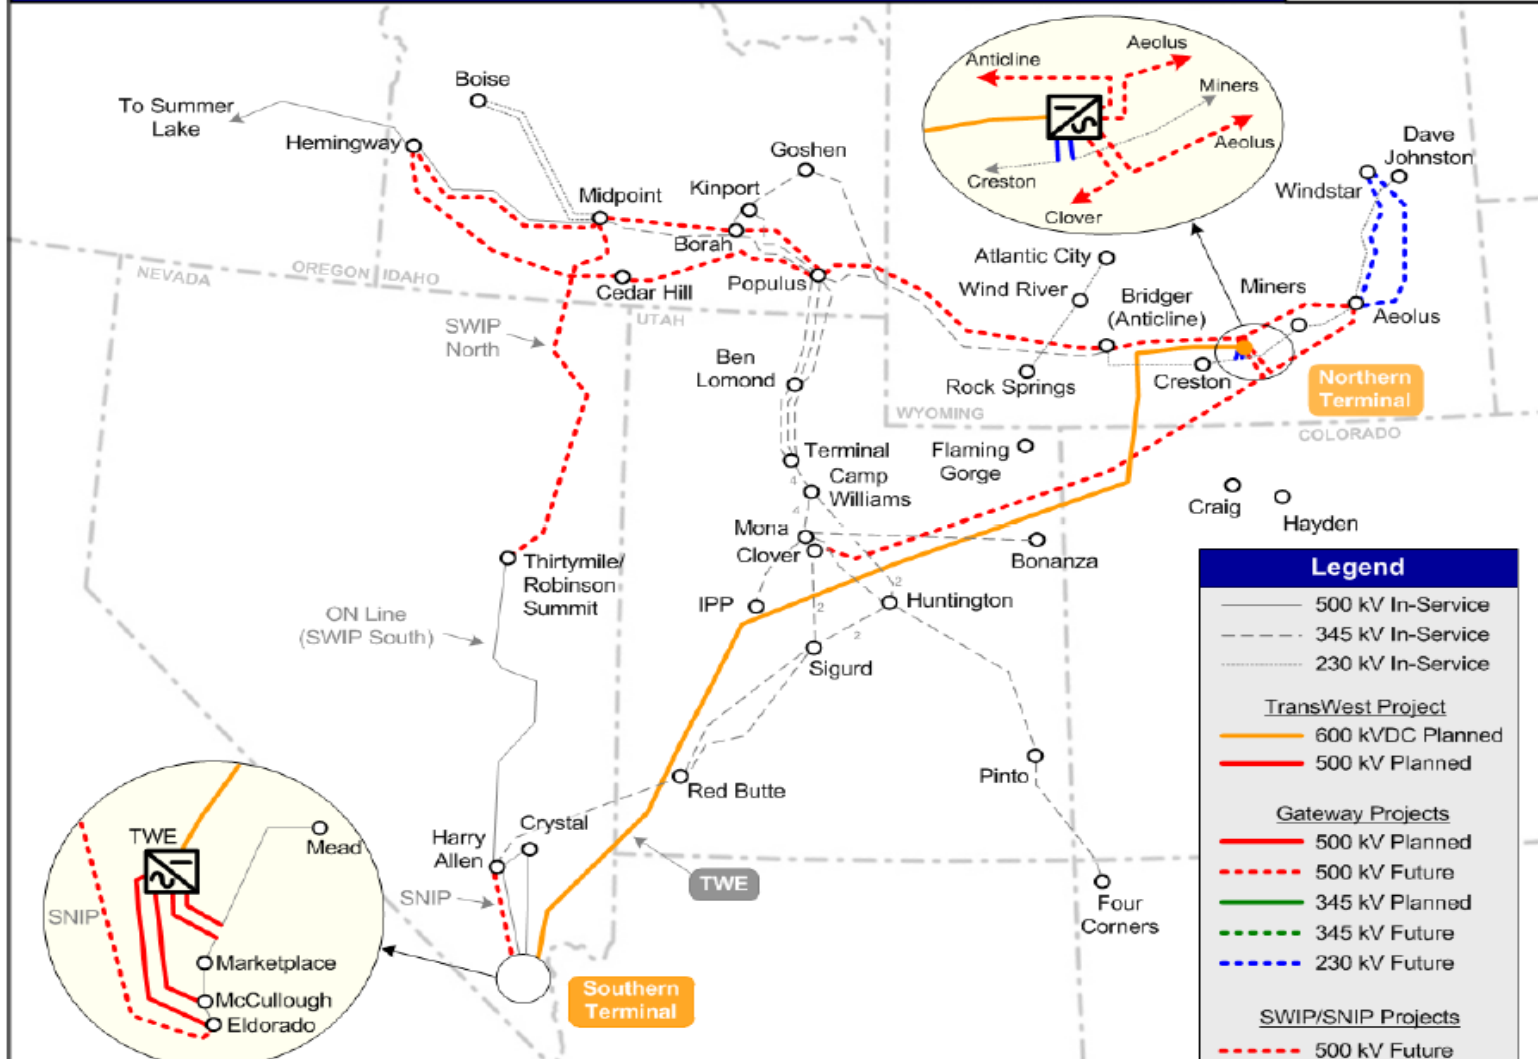 Boise
To Summer
Lake
Hemingway
Midpoint
Kinport
Goshen
Borah
Populus
Cedar Hill
NEVADA
OREGON
IDAHO
UTAH
SWIP
North
Anticline
Aeolus
Miners
Aeolus
Creston
Clover
Dave
Johnston
Windstar
Atlantic City
Wind River
Bridger
(Anticline)
Miners
Aeolus
Rock Springs
Creston
Northern
Terminal
WYOMING
COLORADO
Ben
Lomond
Terminal
4
Camp
Williams
4
Flaming
Gorge
Craig
Hayden
Mona
Clover
Bonanza
Thirtymile/
Robinson
Summit
IPP
2
2
Huntington
2
Sigurd
ON Line
(SWIP South)
Red Butte
Pinto
Four
Corners
Harry
Allen
Crystal
SNIP
TWE
Southern
Terminal
TWE
Mead
SNIP
Marketplace
McCullough
Eldorado
Legend
500 kV In-Service
345 kV In-Service
230 kV In-Service
TransWest Project
600 kVDC Planned
500 kV Planned
Gateway Projects
500 kV Planned
500 kV Future
345 kV Planned
345 kV Future
230 kV Future
SWIP/SNIP Projects
500 kV Future